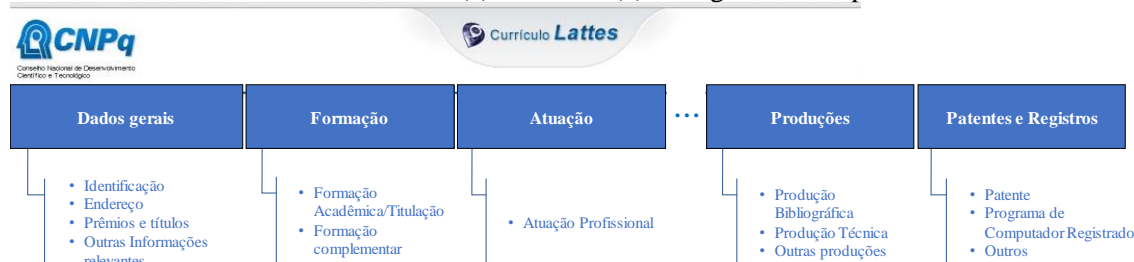 CNPq
Conselho Nacional de Desenvolvimento
Científico e Tecnológico
Currículo Lattes
Dados gerais
Formação
Atuação
...
Produções
Patentes e Registros
• Identificação
• Endereço
• Prêmios e títulos
• Outras Informações
relevantes
• Formação
Acadêmica/Titulação
• Formação
complementar
• Atuação Profissional
• Produção
Bibliográfica
• Produção Técnica
• Outras produções
• Patente
• Programa de
Computador Registrado
• Outros